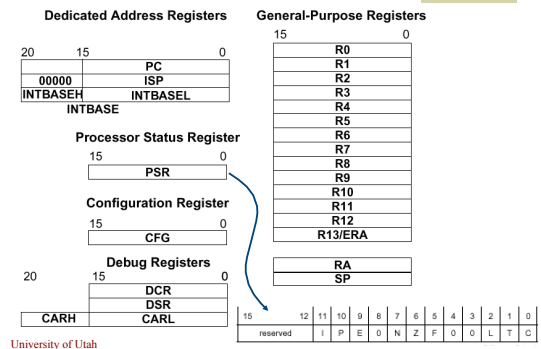 Dedicated Address Registers
20 15 0
PC
00000 ISP
INTBASEH INTBASEL
INTBASE
Processor Status Register
15 0
PSR
Configuration Register
15 0
CFG
Debug Registers
20 15 0
DCR
DSR
CARH CARL
General-Purpose Registers
15 0
R0
R1
R2
R3
R4
R5
R6
R7
R8
R9
R10
R11
R12
R13/ERA
RA
SP
15 12 11 10 9 8 7 6 5 4 3 2 1 0
reserved I P E 0 N Z F 0 0 L T C
University of Utah